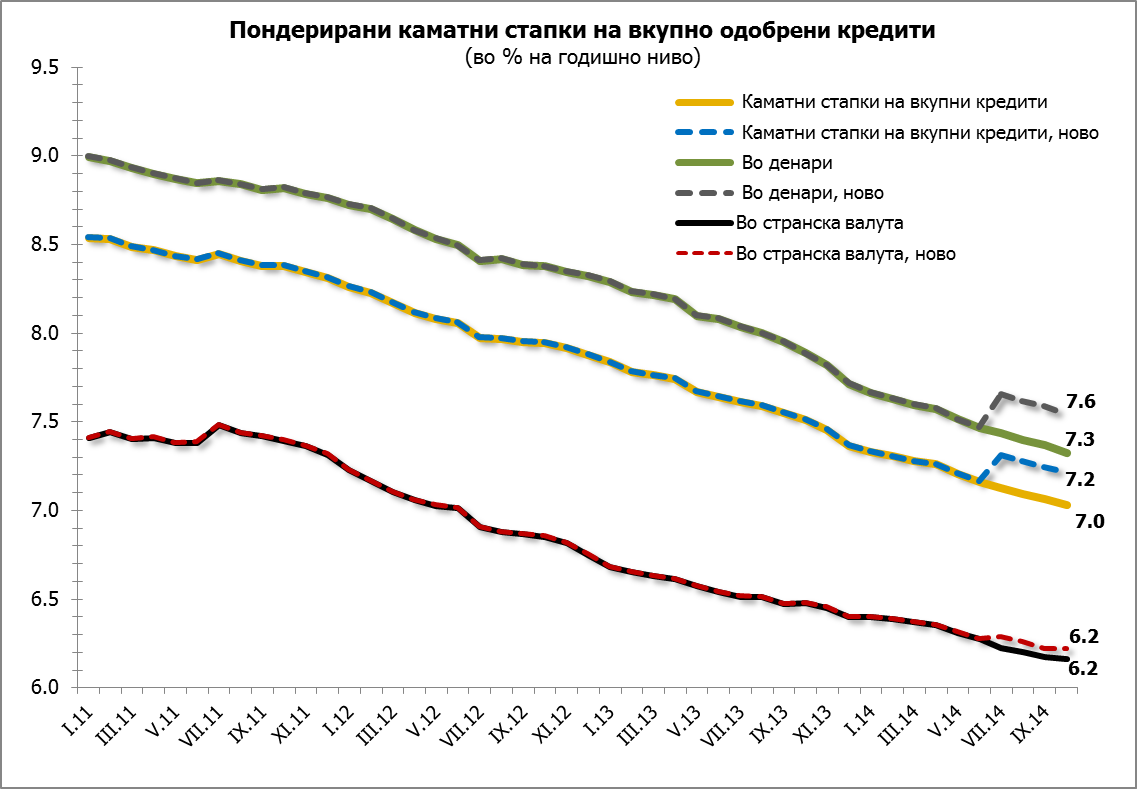 Пондерирани каматни стапки на вкупно одобрени кредити
(во % на годишно ниво)
9.5
9.0
8.5
8.0
7.5
7.0
6.5
6.0
Каматни стапки на вкупни кредити
Каматни стапки на вкупни кредити, ново
Во денари
Во денари, ново
Во странска валута
Во странска валута, ново
7.6
7.3
7.2
7.0
6.2
6.2
I.11
III.11
V.11
VII.11
IX.11
XI.11
I.12
III.12
V.12
VII.12
IX.12
XI.12
I.13
III.13
V.13
VII.13
IX.13
XI.13
I.14
III.14
V.14
VII.14
IX.14